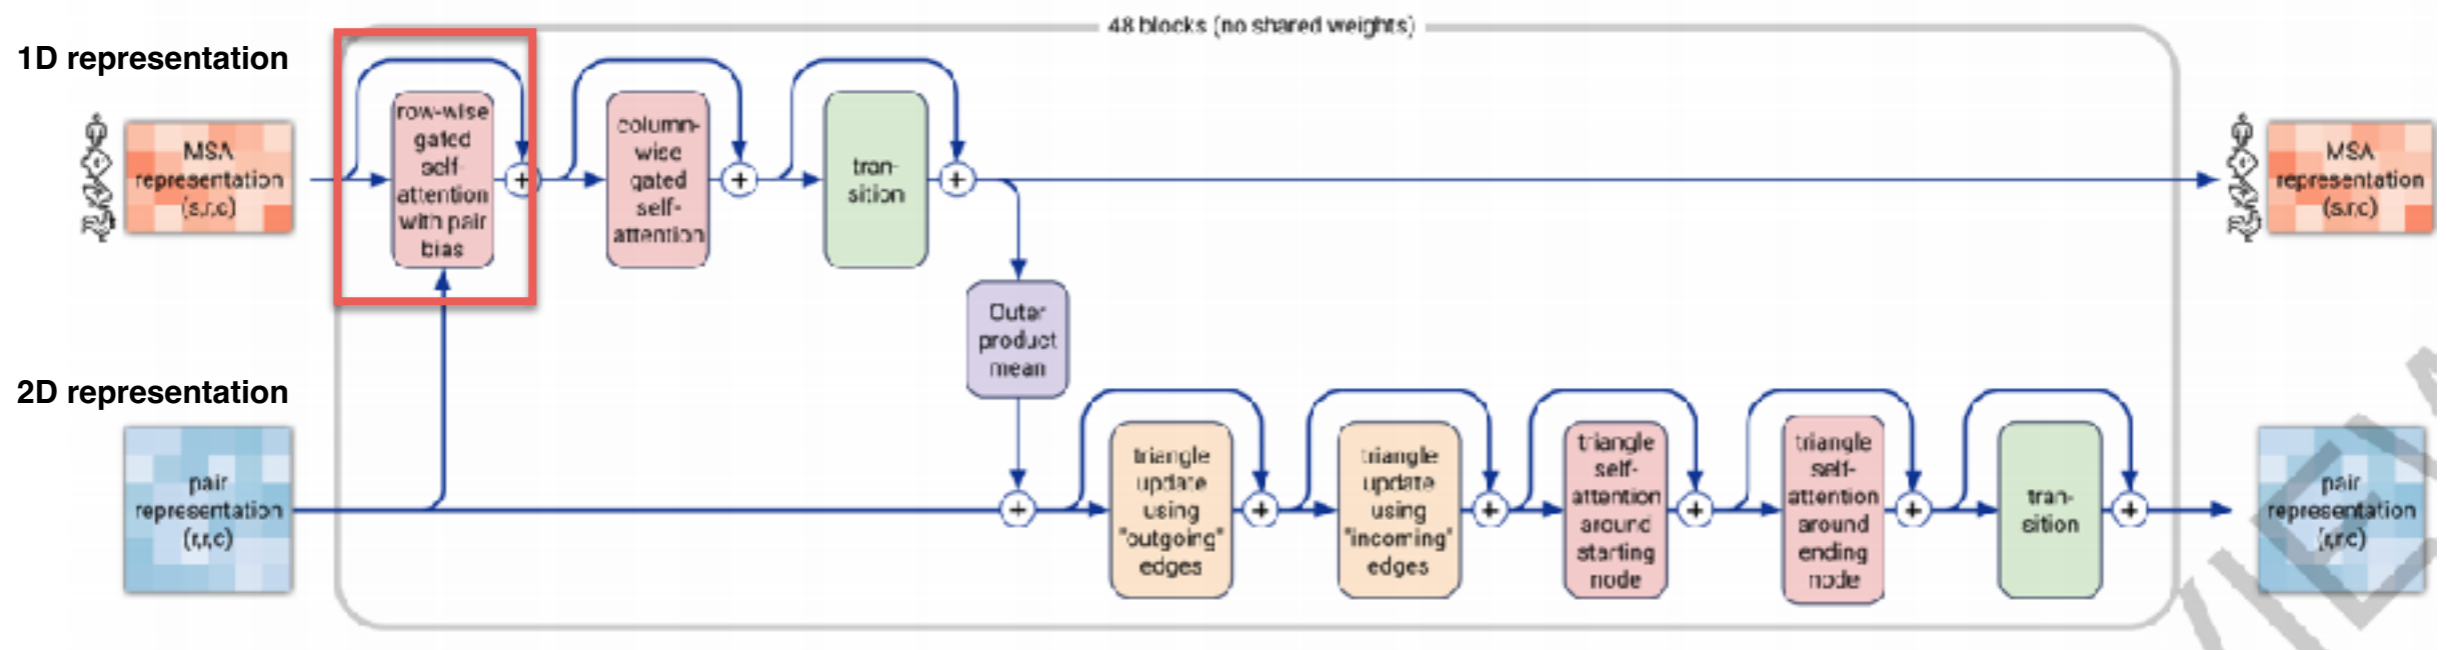 48 blocks (no shared weights)
1D representation
MSA
representation
(s,r,c)
row-wise
gated
self-
attention
with pair
bias
column-
wise
gated
self-
attention
tran-
sition
MSA
representation
(s,r,c)
Outer
product
mean
2D representation
pair
representation
(r,r,c)
triangle
update
using
"outgoing"
edges
triangle
update
using
"incoming"
edges
triangle
self-
attention
around
starting
node
triangle
self-
attention
around
ending
node
tran-
sition
pair
representation
(r,r,c)